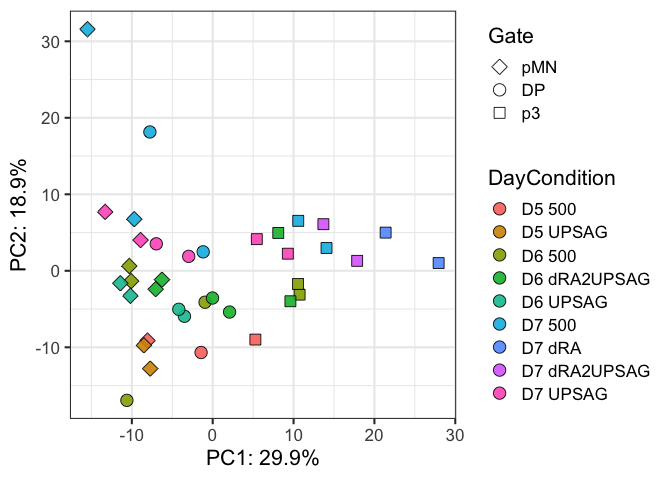 30
20
10
0
-10
PC2: 18.9%
-10
0
10
20
30
PC1: 29.9%
Gate
pMN
DP
p3
DayCondition
D5 500
D5 UPSAG
D6 500
D6 dRA2UPSAG
D6 UPSAG
D7 500
D7 dRA
D7 dRA2UPSAG
D7 UPSAG